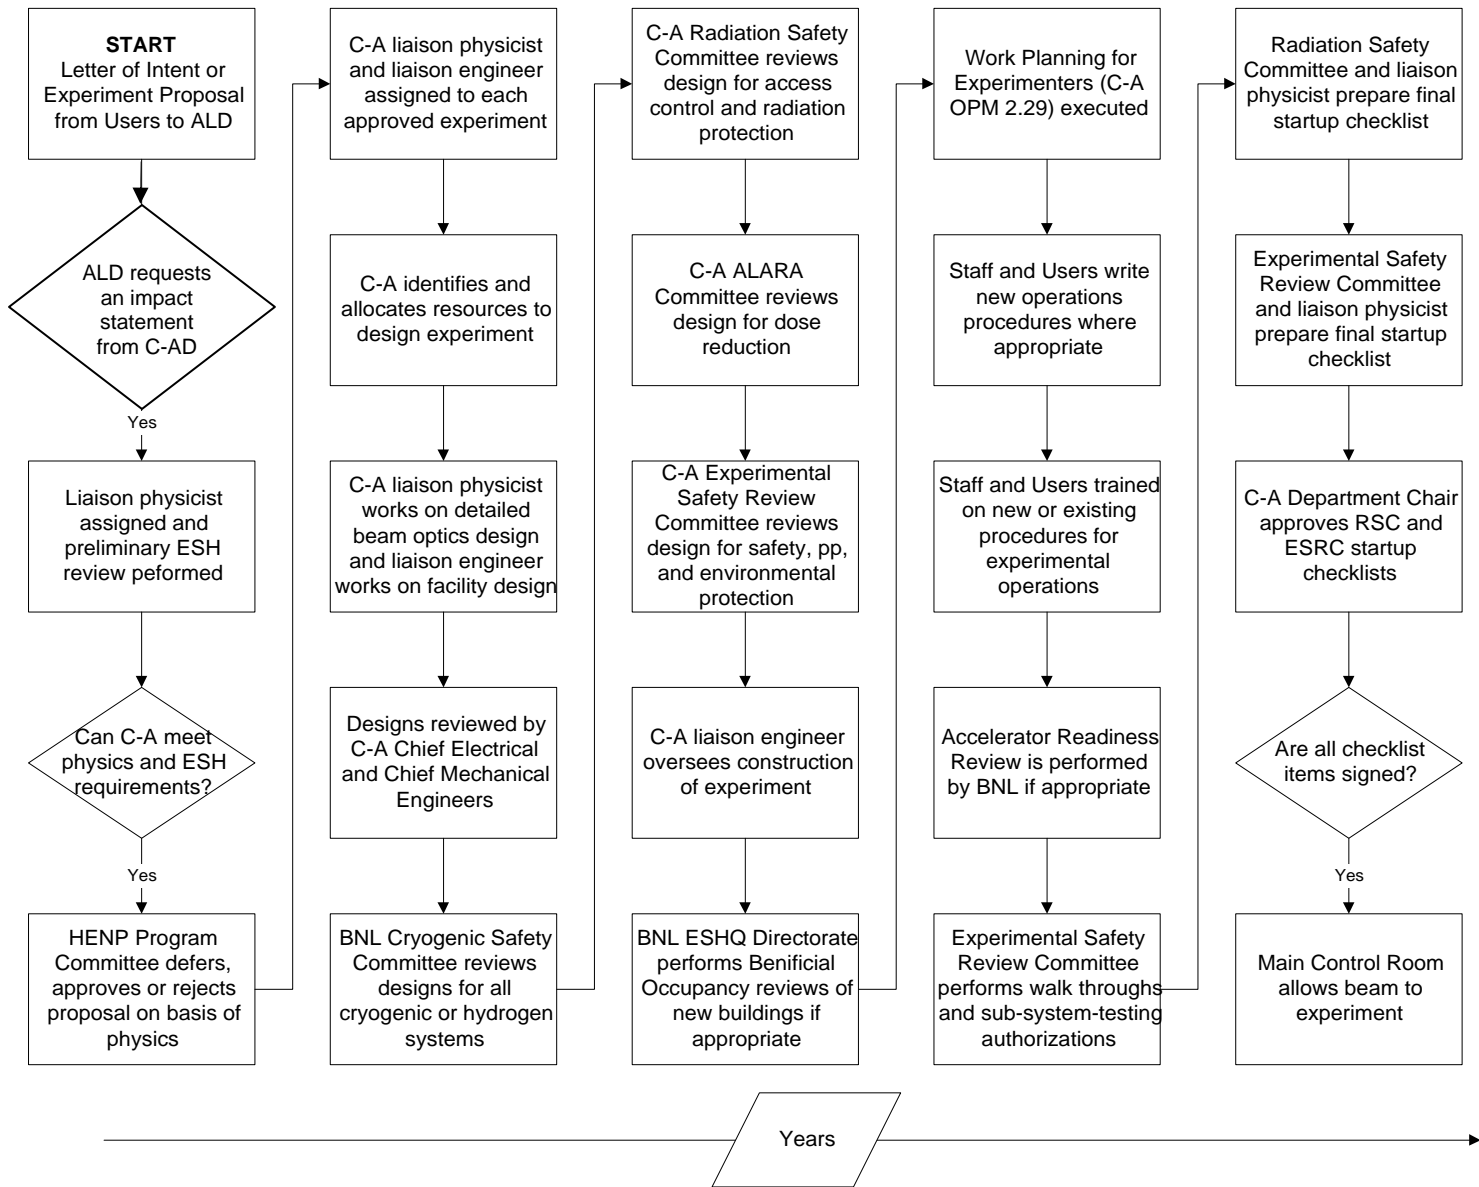 START
Letter of Intent or
Experiment Proposal
from Users to ALD
ALD requests
an impact
statement
from C-AD
Yes
Liaison physicist
assigned and
preliminary ESH
review peformed
Can C-A meet
physics and ESH
requirements?
Yes
HENP Program
Committee defers,
approves or rejects
proposal on basis of
physics
C-A liaison physicist
and liaison engineer
assigned to each
approved experiment
C-A identifies and
allocates resources to
design experiment
C-A liaison physicist
works on detailed
beam optics design
and liaison engineer
works on facility design
Designs reviewed by
C-A Chief Electrical
and Chief Mechanical
Engineers
BNL Cryogenic Safety
Committee reviews
designs for all
cryogenic or hydrogen
systems
C-A Radiation Safety
Committee reviews
design for access
control and radiation
protection
C-A ALARA
Committee reviews
design for dose
reduction
C-A Experimental
Safety Review
Committee reviews
design for safety, pp,
and environmental
protection
C-A liaison engineer
oversees construction
of experiment
BNL ESHQ Directorate
performs Benificial
Occupancy reviews of
new buildings if
appropriate
Work Planning for
Experimenters (C-A
OPM 2.29) executed
Staff and Users write
new operations
procedures where
appropriate
Staff and Users trained
on new or existing
procedures for
experimental
operations
Accelerator Readiness
Review is performed
by BNL if appropriate
Experimental Safety
Review Committee
performs walk throughs
and sub-system-testing
authorizations
Radiation Safety
Committee and liaison
physicist prepare final
startup checklist
Experimental Safety
Review Committee
and liaison physicist
prepare final startup
checklist
C-A Department Chair
approves RSC and
ESRC startup
checklists
Are all checklist
items signed?
Yes
Main Control Room
allows beam to
experiment
Years